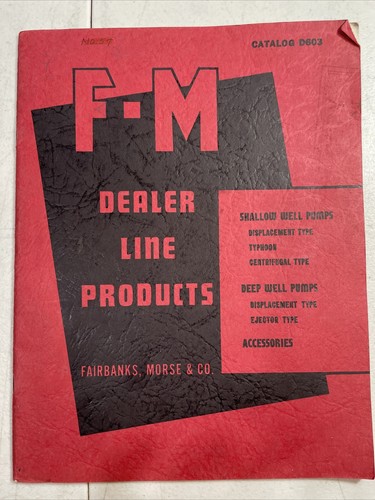 CATALOG D603
F·M
DEALER
LINE
PRODUCTS
FAIRBANKS, MORSE & CO.
SHALLOW WELL PUMPS
DISPLACEMENT TYPE
TYPHOON
CENTRIFUGAL TYPE
DEEP WELL PUMPS
DISPLACEMENT TYPE
EJECTOR TYPE
ACCESSORIES